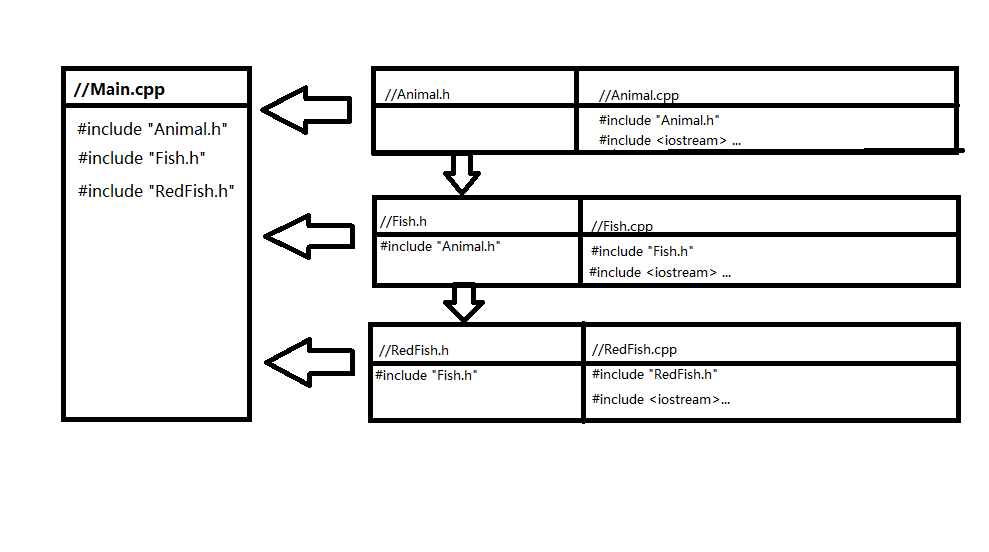 //Main.cpp
#include "Animal.h"
#include "Fish.h"
#include "RedFish.h"
//Animal.h
//Animal.cpp
#include "Animal.h"
#include <iostream> ...
//Fish.h
//Fish.cpp
#include "Animal.h"
#include "Fish.h"
#include <iostream> ...
//RedFish.h
//RedFish.cpp
#include "Fish.h"
#include "RedFish.h"
#include <iostream>...